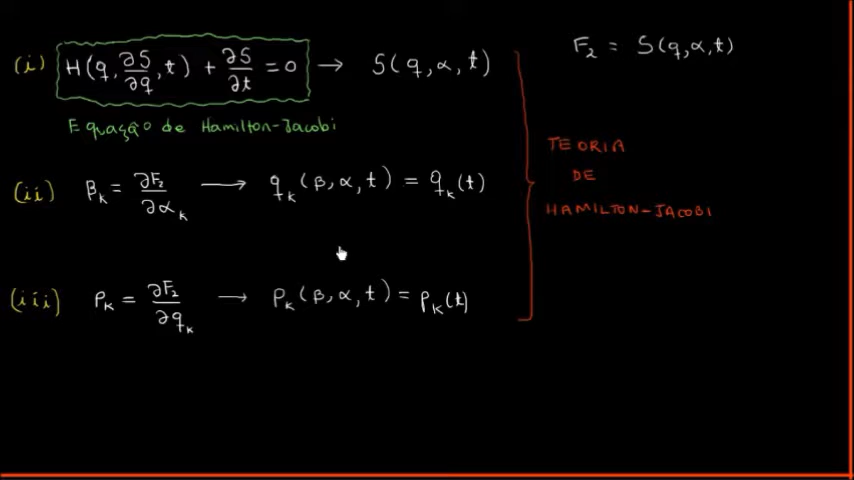 (i) H(q, ∂S/∂q, t) + ∂S/∂t = 0 → S(q, α, t)
Equação de Hamilton-Jacobi
(ii) βₖ = ∂F₂/∂αₖ → qₖ(β, α, t) = qₖ(t)
(iii) Pₖ = ∂F₂/∂qₖ → Pₖ(β, α, t) = Pₖ(t)
F₂ = S(q, α, t)
TEORIA
DE
HAMILTON-JACOBI